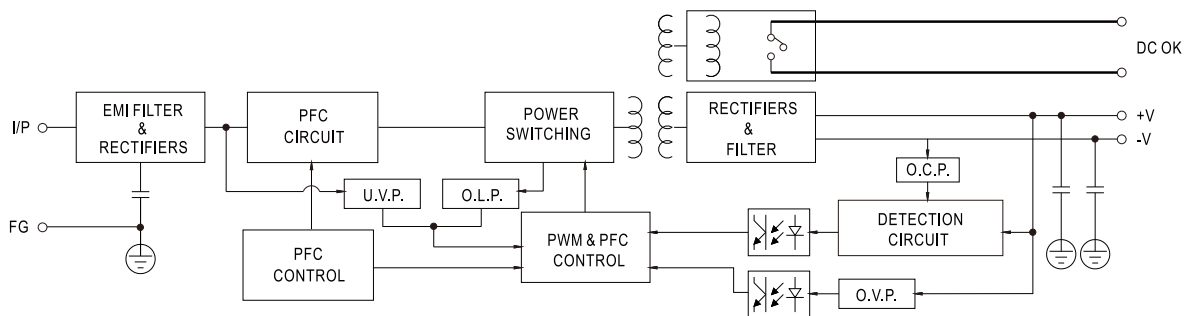 DC OK
I/P
EMI FILTER
&
RECTIFIERS
PFC
CIRCUIT
POWER
SWITCHING
RECTIFIERS
&
FILTER
+V
-V
O.C.P.
U.V.P.
O.L.P.
FG
PFC
CONTROL
PWM & PFC
CONTROL
DETECTION
CIRCUIT
O.V.P.